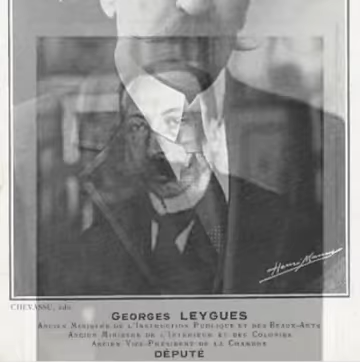 Henri Manuel
CHEVASSU, édit.
GEORGES LEYGUES
ANCIEN MINISTRE DE L'INSTRUCTION PUBLIQUE ET DES BEAUX-ARTS
ANCIEN MINISTRE DE L'INTÉRIEUR ET DES COLONIES
ANCIEN VICE-PRÉSIDENT DE LA CHAMBRE
DÉPUTÉ